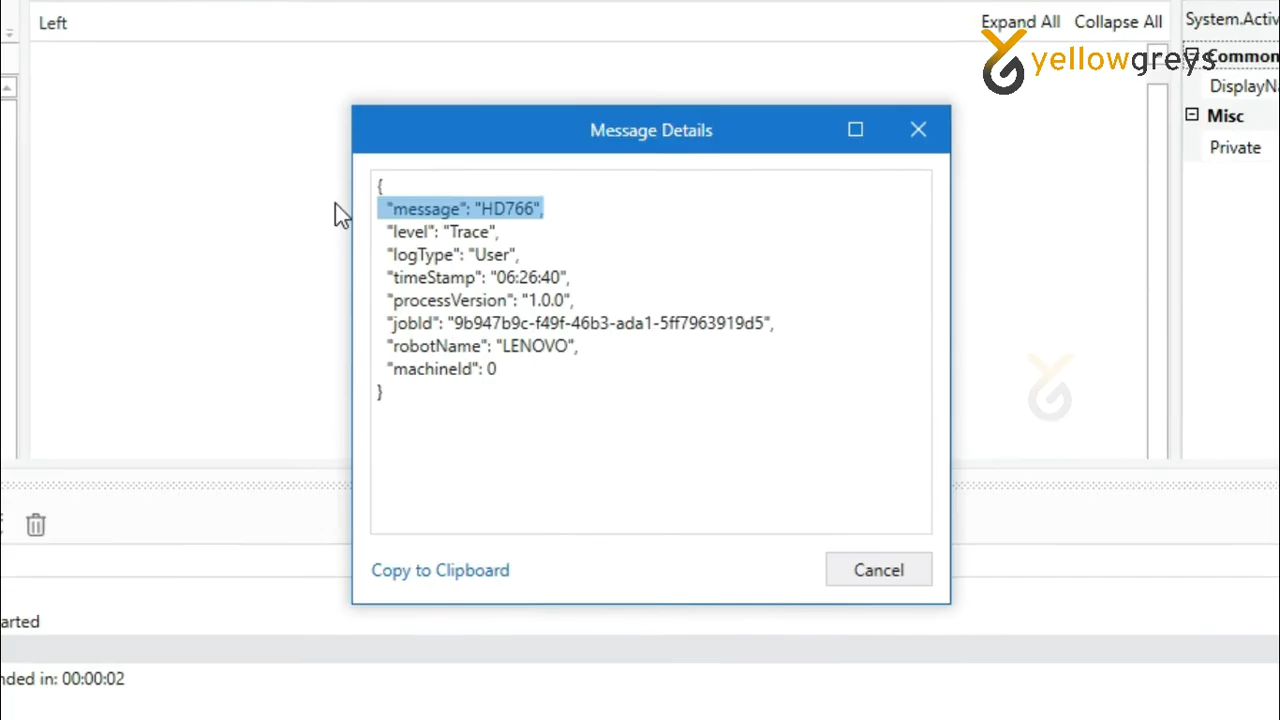 Left
Expand All Collapse All
System.Activ
yellowgreys
Common
DisplayNa
Misc
Private
Message Details
{
"message": "HD766",
"level": "Trace",
"logType": "User",
"timeStamp": "06:26:40",
"processVersion": "1.0.0",
"jobId": "9b947b9c-f49f-46b3-ada1-5ff7963919d5",
"robotName": "LENOVO",
"machineId": 0
}
Copy to Clipboard
Cancel
arted
nded in: 00:00:02